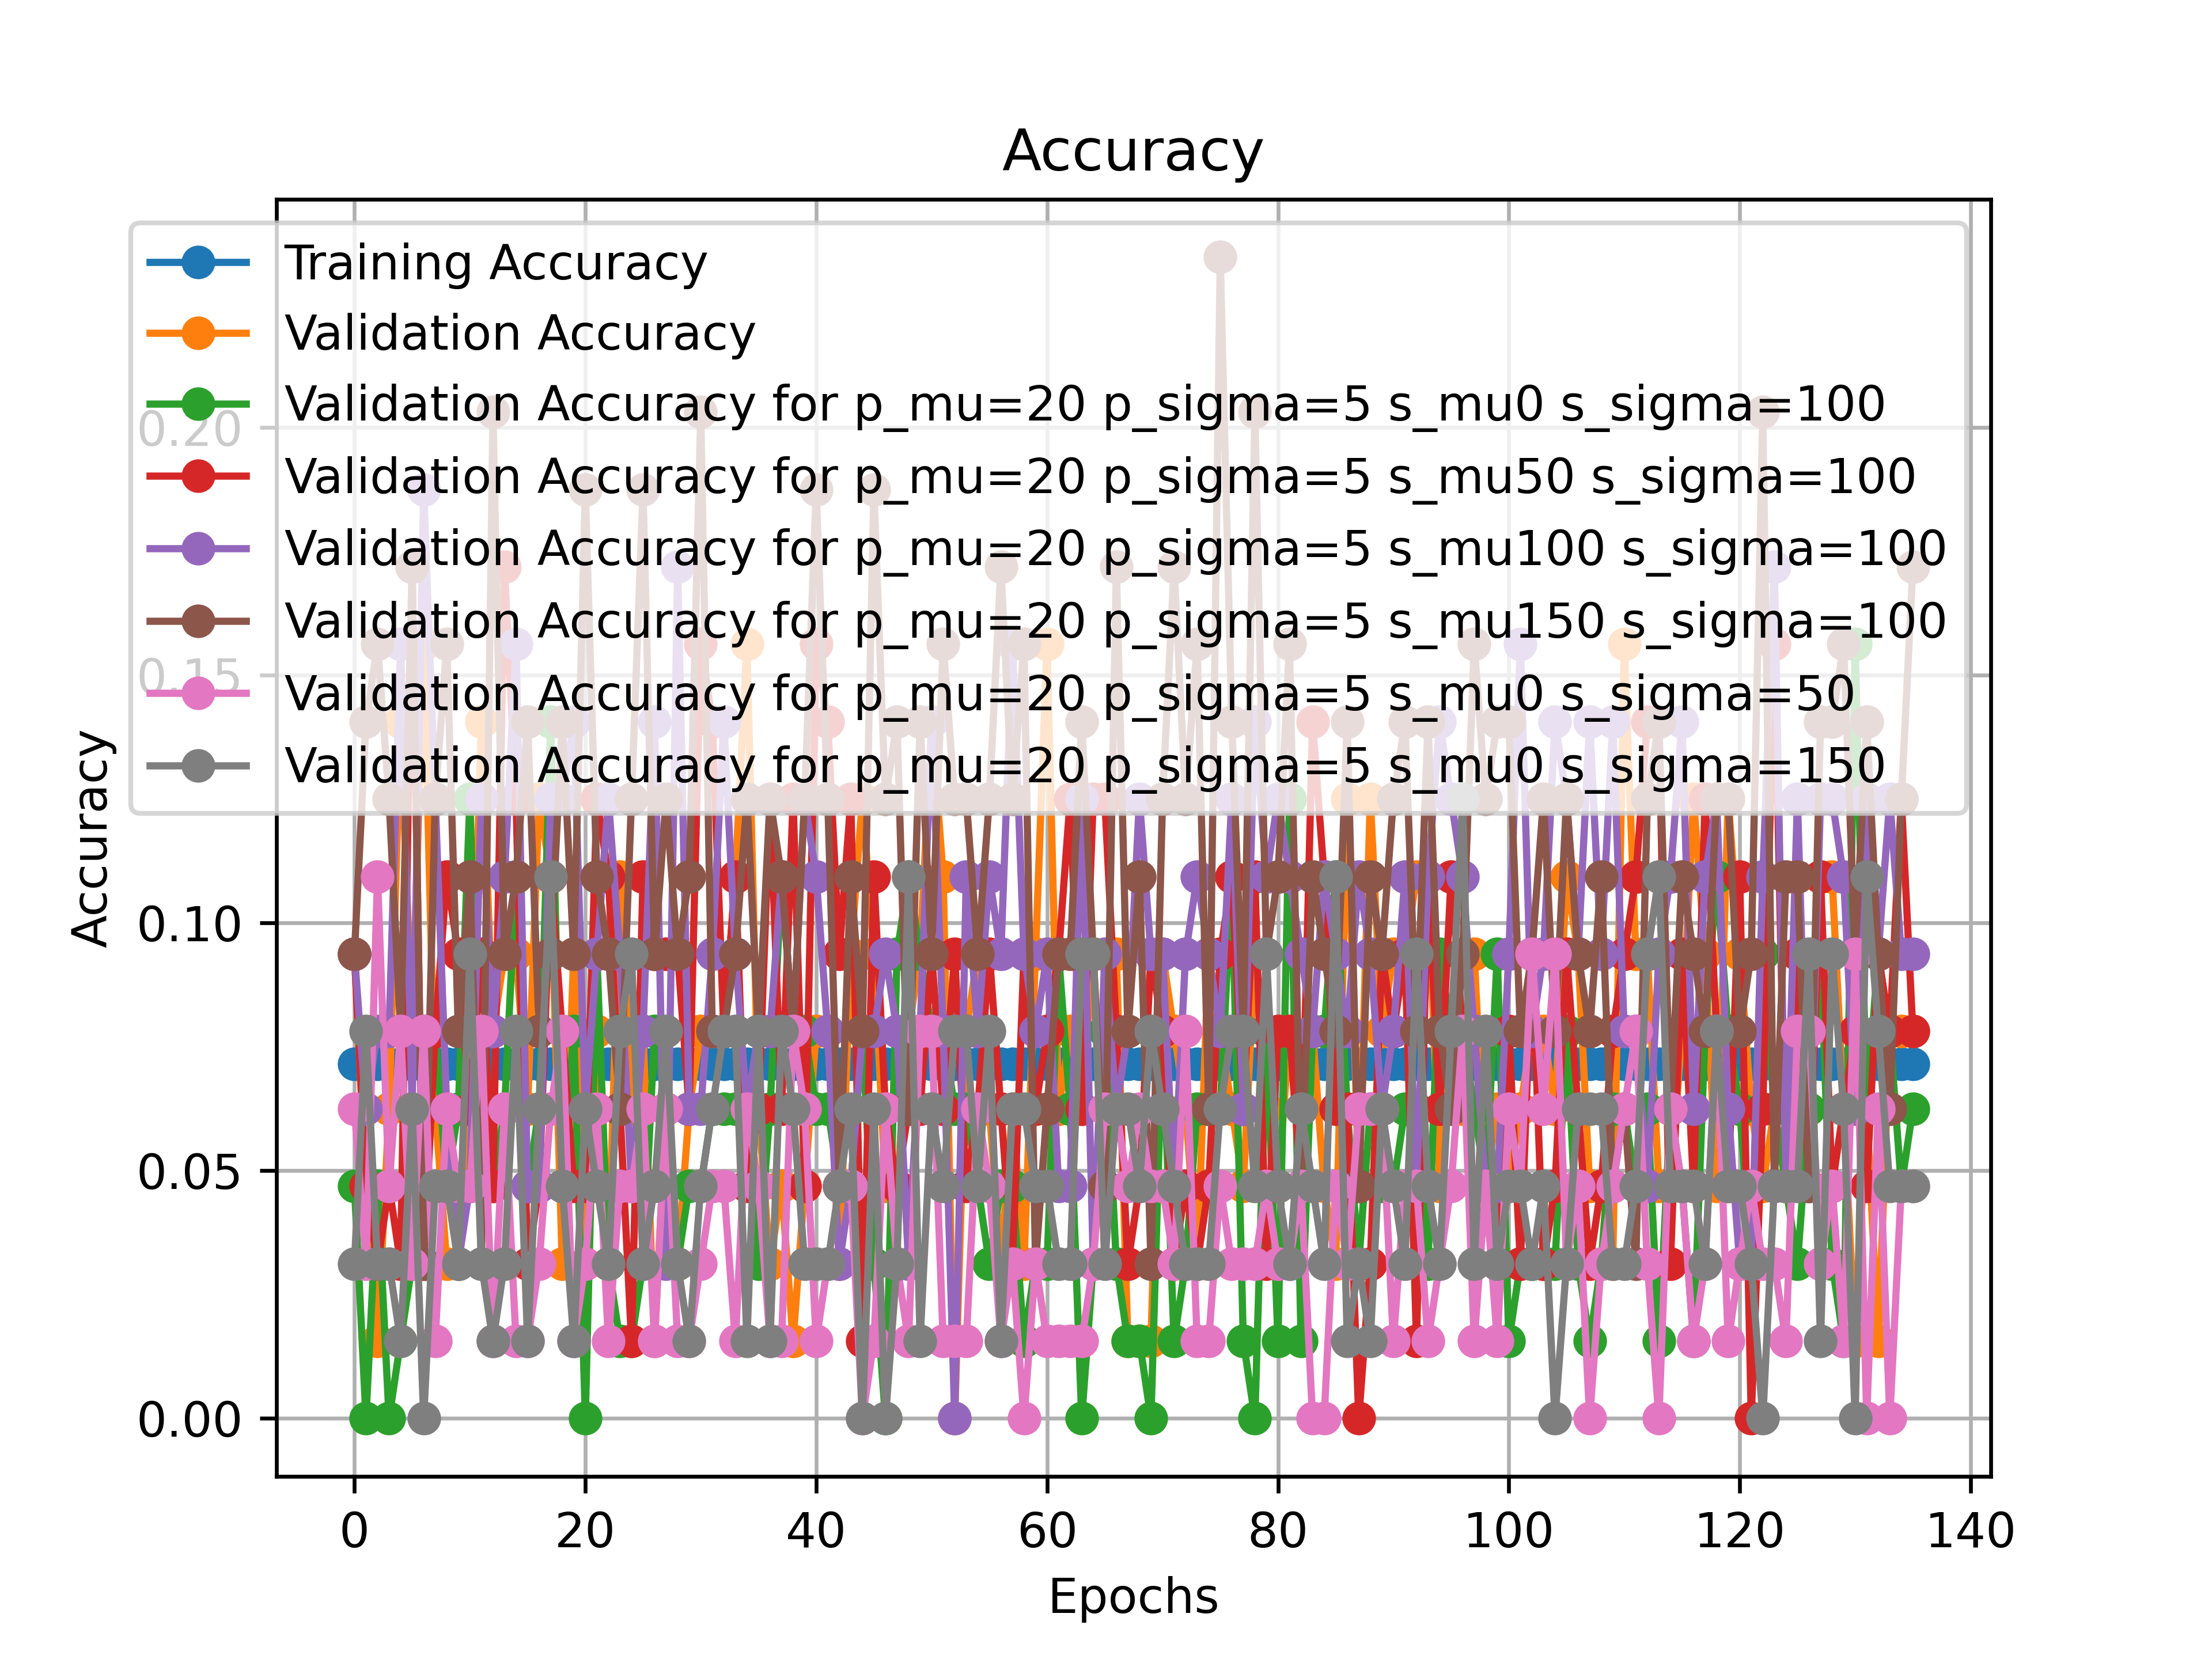 Accuracy
Training Accuracy
Validation Accuracy
Validation Accuracy for p_mu=20 p_sigma=5 s_mu0 s_sigma=100
Validation Accuracy for p_mu=20 p_sigma=5 s_mu50 s_sigma=100
Validation Accuracy for p_mu=20 p_sigma=5 s_mu100 s_sigma=100
Validation Accuracy for p_mu=20 p_sigma=5 s_mu150 s_sigma=100
Validation Accuracy for p_mu=20 p_sigma=5 s_mu0 s_sigma=50
Validation Accuracy for p_mu=20 p_sigma=5 s_mu0 s_sigma=150
0.20
0.15
0.10
0.05
0.00
Accuracy
0 20 40 60 80 100 120 140
Epochs